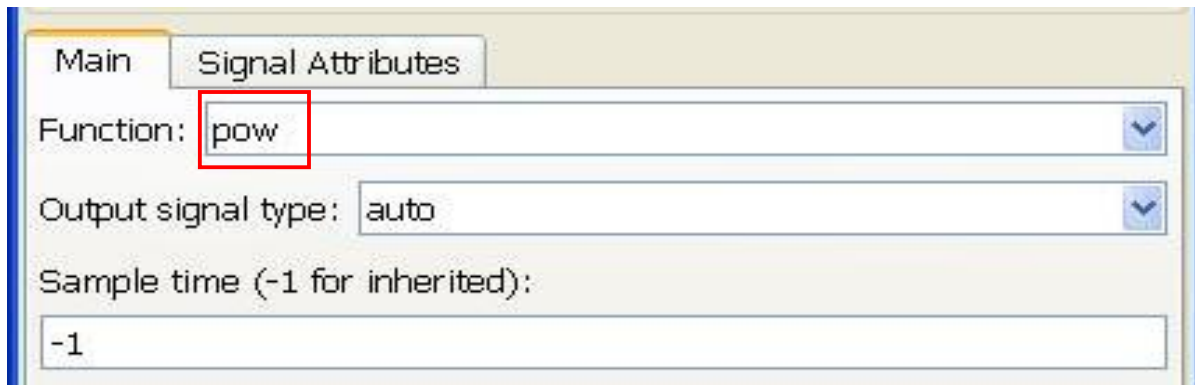 Main Signal Attributes
Function: pow
Output signal type: auto
Sample time (-1 for inherited):
-1